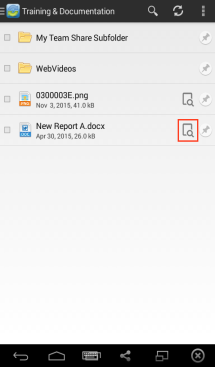 Training & Documentation
My Team Share Subfolder
WebVideos
0300003E.png
Nov 3, 2015, 41.0 kB
New Report A.docx
Apr 30, 2015, 26.0 kB